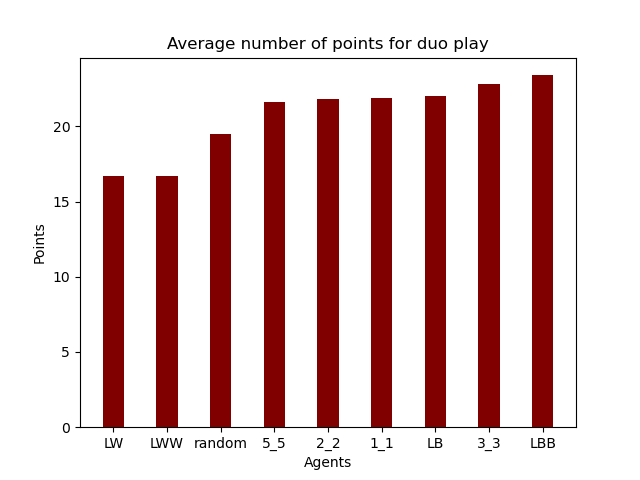 Average number of points for duo play
Points
20
15
10
5
0
LW LWW random 5_5 2_2 1_1 LB 3_3 LBB
Agents